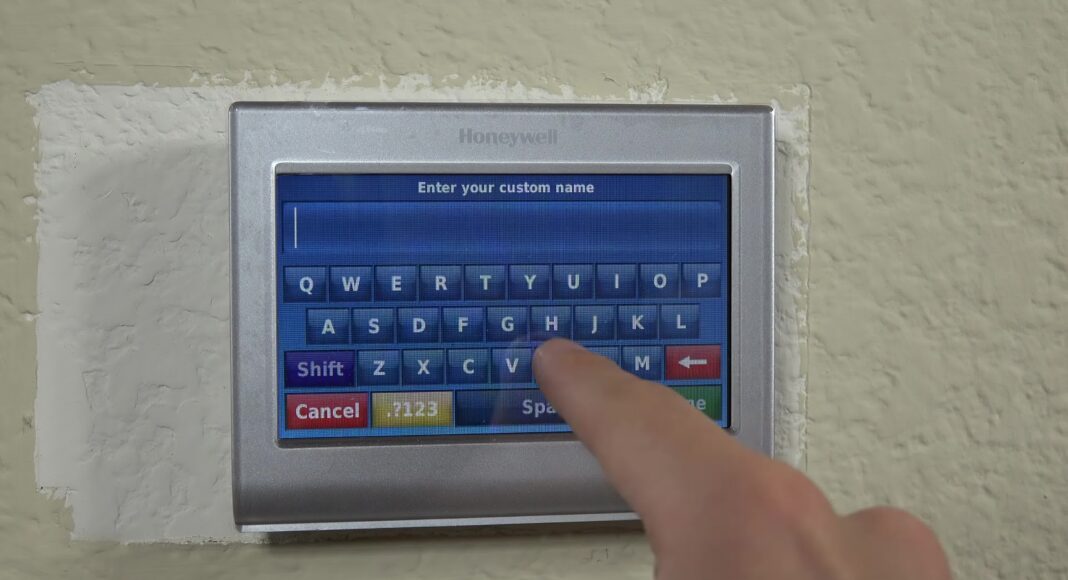 Honeywell
Enter your custom name
Q W E R T Y U I O P
A S D F G H J K L
Shift Z X C V M
Cancel .?123